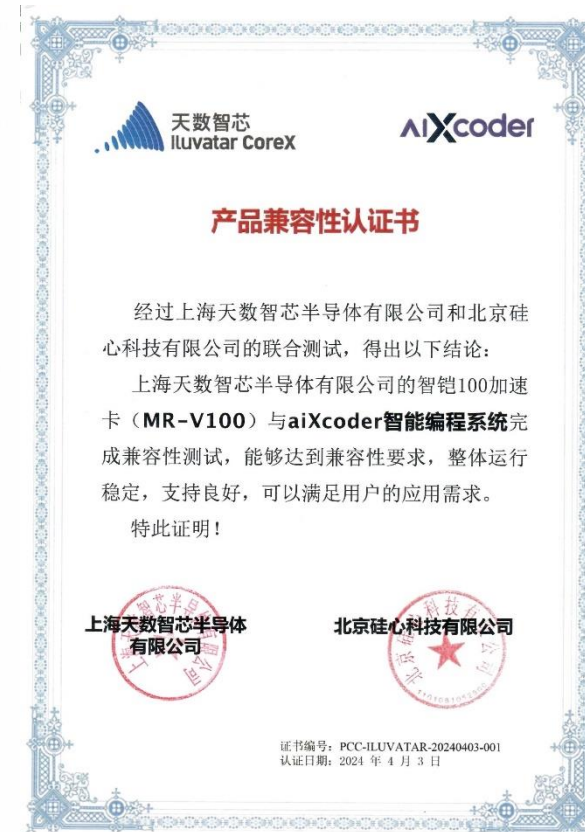 天数智芯
Iluvatar CoreX
aiXcoder
产品兼容性认证书
经过上海天数智芯半导体有限公司和北京硅
心科技有限公司的联合测试，得出以下结论：
上海天数智芯半导体有限公司的智铠100加速
卡（MR-V100）与aiXcoder智能编程系统完
成兼容性测试，能够达到兼容性要求，整体运行
稳定，支持良好，可以满足用户的应用需求。
特此证明！
上海天数智芯半导体
有限公司
北京硅心科技有限公司
证书编号：PCC-ILUVATAR-20240403-001
认证日期：2024 年 4 月 3 日